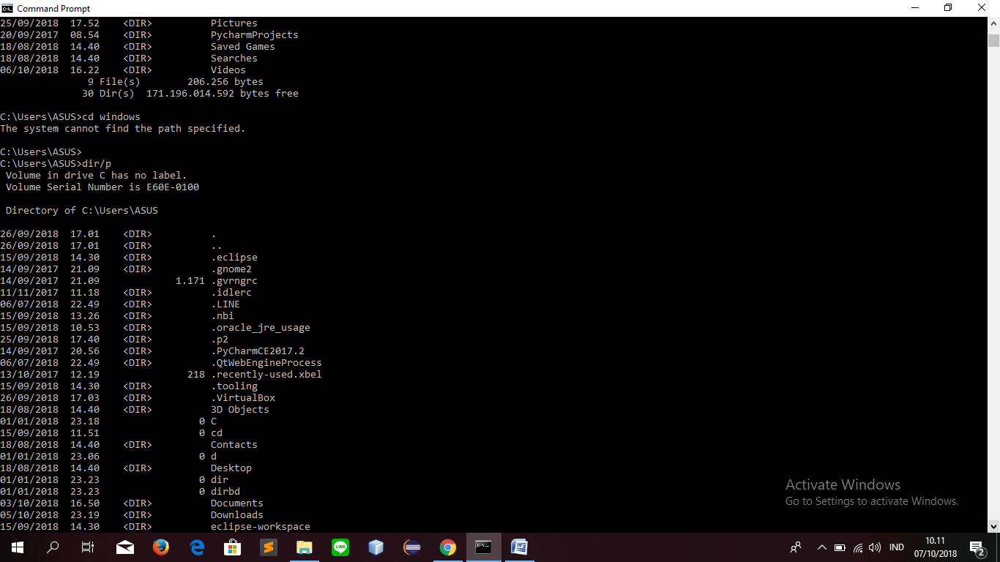 Command Prompt
25/09/2018  17.52    <DIR>          Pictures
20/09/2017  08.54    <DIR>          PycharmProjects
18/08/2018  14.40    <DIR>          Saved Games
18/08/2018  14.40    <DIR>          Searches
06/10/2018  16.22    <DIR>          Videos
               9 File(s)        206.256 bytes
              30 Dir(s)  171.196.014.592 bytes free
C:\Users\ASUS>cd windows
The system cannot find the path specified.
C:\Users\ASUS>
C:\Users\ASUS>dir/p
 Volume in drive C has no label.
 Volume Serial Number is E60E-0100
 Directory of C:\Users\ASUS
26/09/2018  17.01    <DIR>          .
26/09/2018  17.01    <DIR>          ..
15/09/2018  14.30    <DIR>          .eclipse
14/09/2017  21.09    <DIR>          .gnome2
14/09/2017  21.09             1.171 .gvrngrc
11/11/2017  11.18    <DIR>          .idlerc
06/07/2018  22.49    <DIR>          .LINE
15/09/2018  13.26    <DIR>          .nbi
15/09/2018  10.53    <DIR>          .oracle_jre_usage
25/09/2018  17.40    <DIR>          .p2
14/09/2017  20.56    <DIR>          .PyCharmCE2017.2
06/07/2018  22.49    <DIR>          .QtWebEngineProcess
13/10/2017  12.19               218 .recently-used.xbel
15/09/2018  14.30    <DIR>          .tooling
26/09/2018  17.03    <DIR>          .VirtualBox
18/08/2018  14.40    <DIR>          3D Objects
01/01/2018  23.18                 0 C
15/09/2018  11.51                 0 cd
18/08/2018  14.40    <DIR>          Contacts
01/01/2018  23.06                 0 d
18/08/2018  14.40    <DIR>          Desktop
01/01/2018  23.23                 0 dir
01/01/2018  23.23                 0 dirbd
03/10/2018  16.50    <DIR>          Documents
05/10/2018  23.19    <DIR>          Downloads
15/09/2018  14.30    <DIR>          eclipse-workspace
Activate Windows
Go to Settings to activate Windows.
LINE
IND
10.11
07/10/2018
2